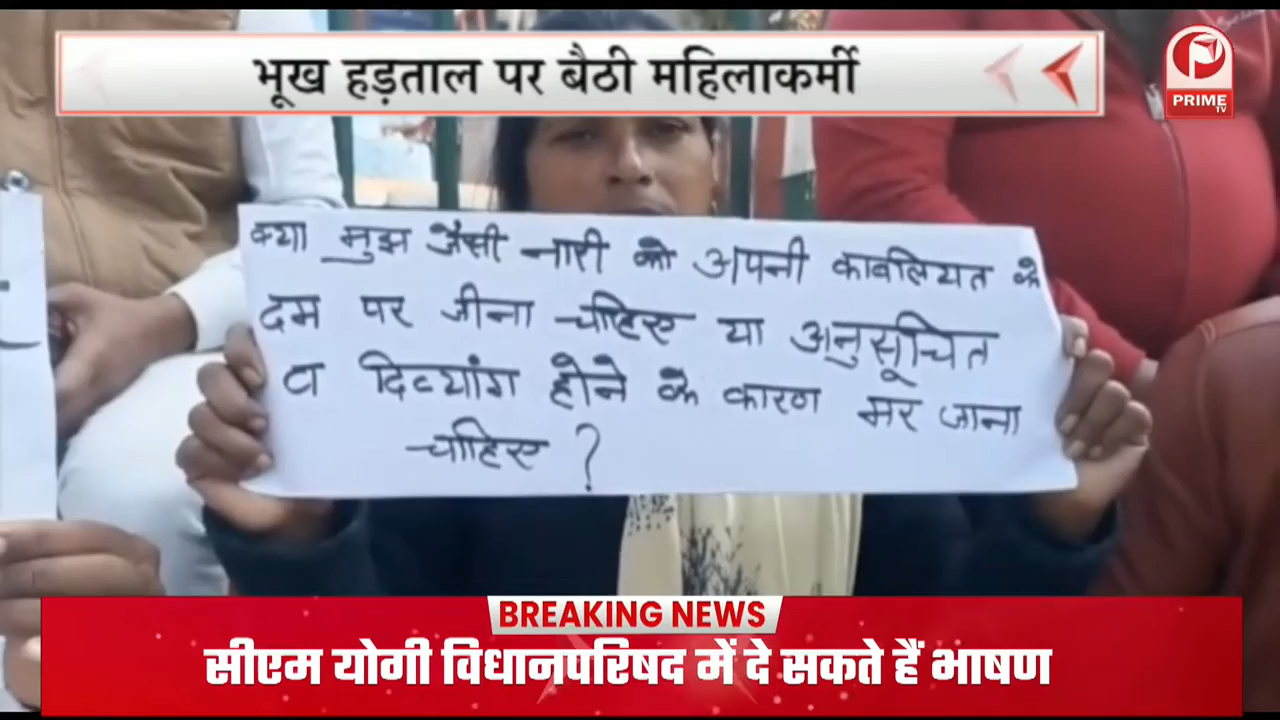 भूख हड़ताल पर बैठी महिलाकर्मी
PRIME
TV
क्या मुझ जैसी नारी को अपनी काबलियत के
दम पर जीना चाहिए या अनुसूचित
व दिव्यांग होने के कारण मर जाना
चाहिए ?
BREAKING NEWS
सीएम योगी विधानपरिषद में दे सकते हैं भाषण